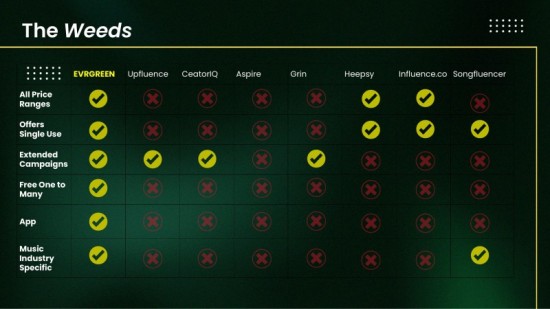 The Weeds
EVRGREEN Upfluence CeatorIQ Aspire Grin Heepsy Influence.co Songfluencer
All Price
Ranges
Offers
Single Use
Extended
Campaigns
Free One to
Many
App
Music
Industry
Specific